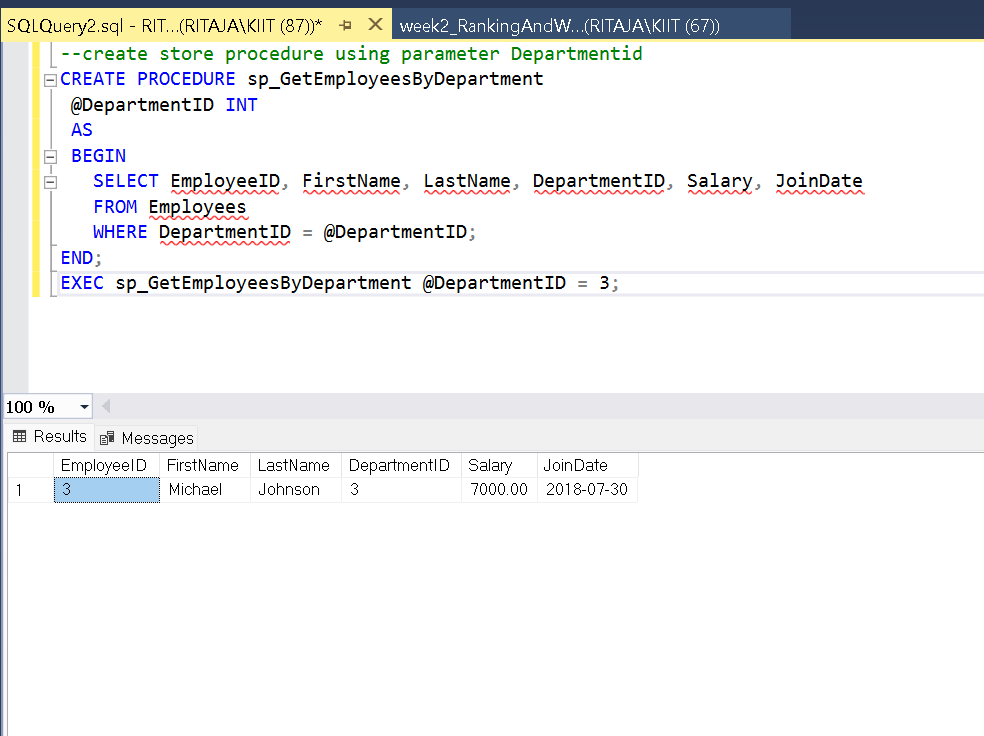 SQLQuery2.sql - RIT...(RITAJA\KIIT (87))* week2_RankingAndW...(RITAJA\KIIT (67))
--create store procedure using parameter Departmentid
CREATE PROCEDURE sp_GetEmployeesByDepartment
@DepartmentID INT
AS
BEGIN
SELECT EmployeeID, FirstName, LastName, DepartmentID, Salary, JoinDate
FROM Employees
WHERE DepartmentID = @DepartmentID;
END;
EXEC sp_GetEmployeesByDepartment @DepartmentID = 3;
100 %
Results Messages
EmployeeID FirstName LastName DepartmentID Salary JoinDate
1 3 Michael Johnson 3 7000.00 2018-07-30